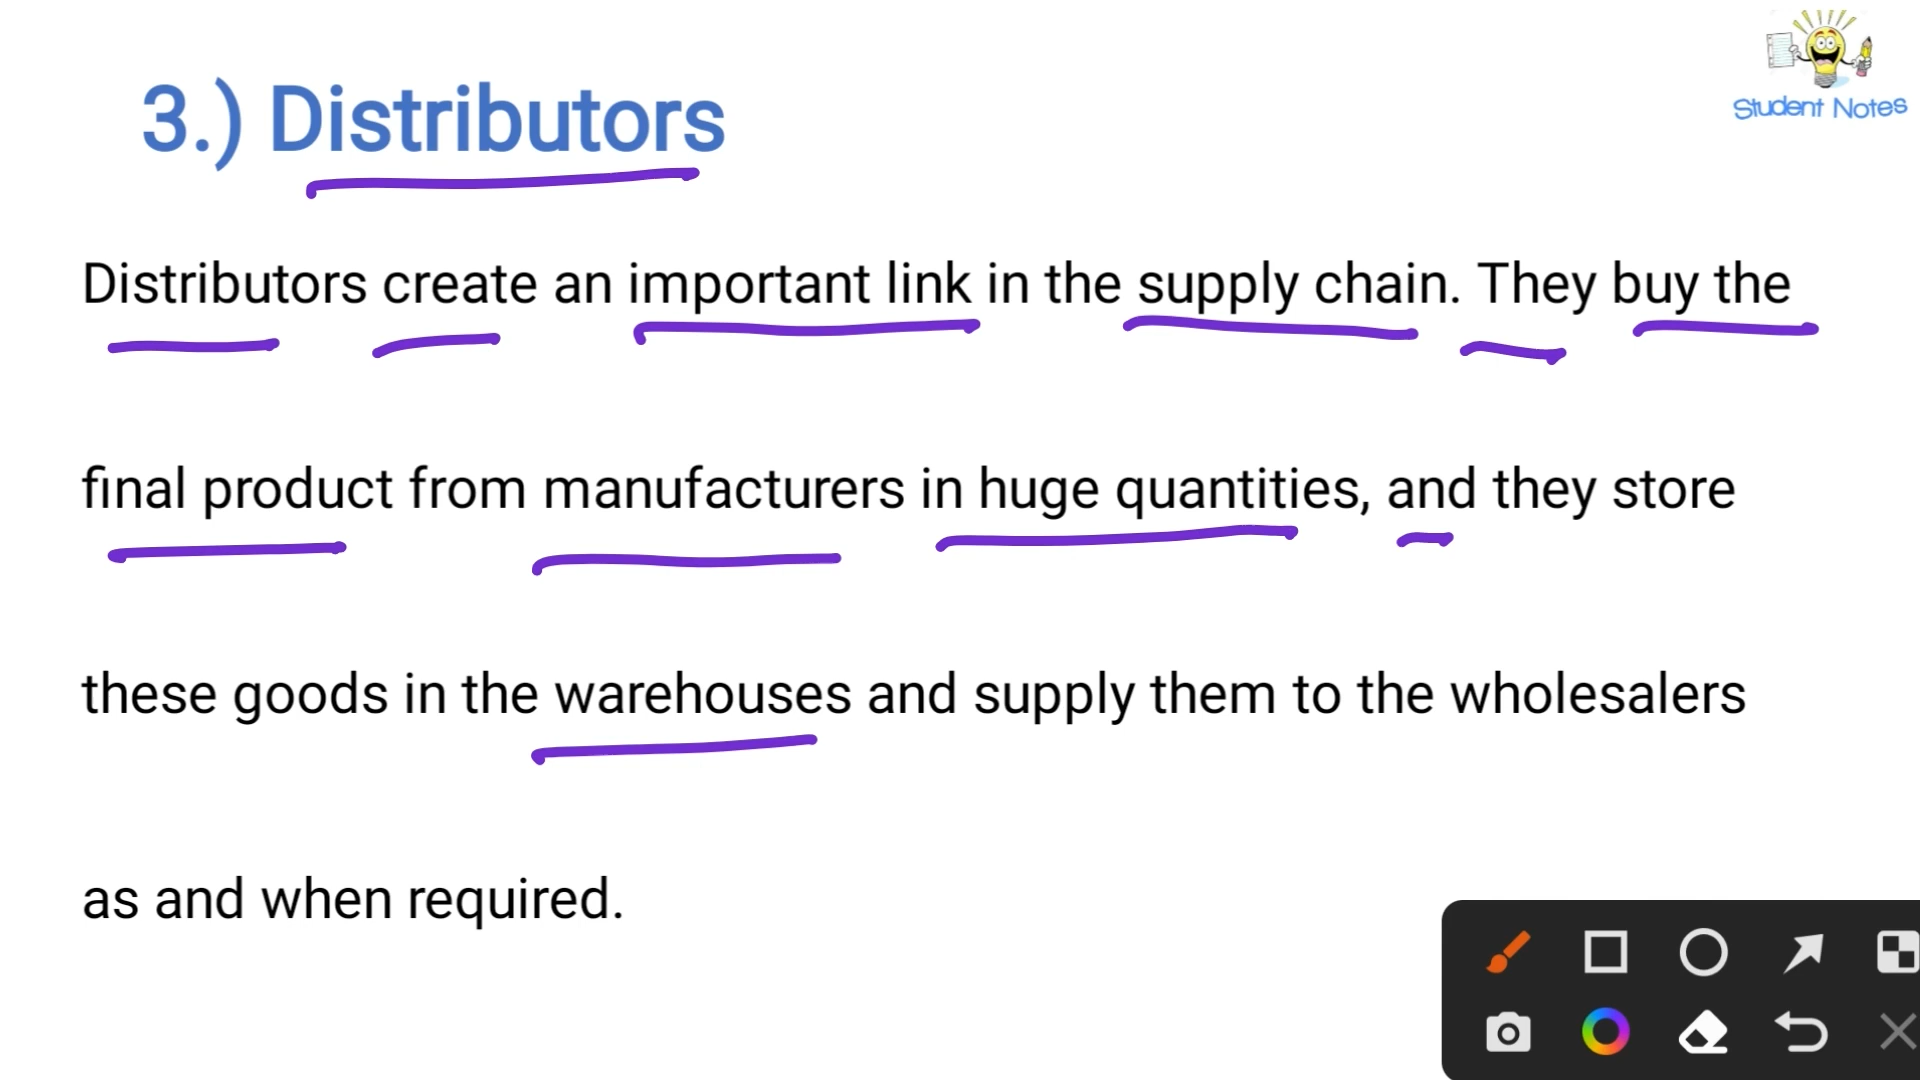 Student Notes
3.) Distributors
Distributors create an important link in the supply chain. They buy the
final product from manufacturers in huge quantities, and they store
these goods in the warehouses and supply them to the wholesalers
as and when required.